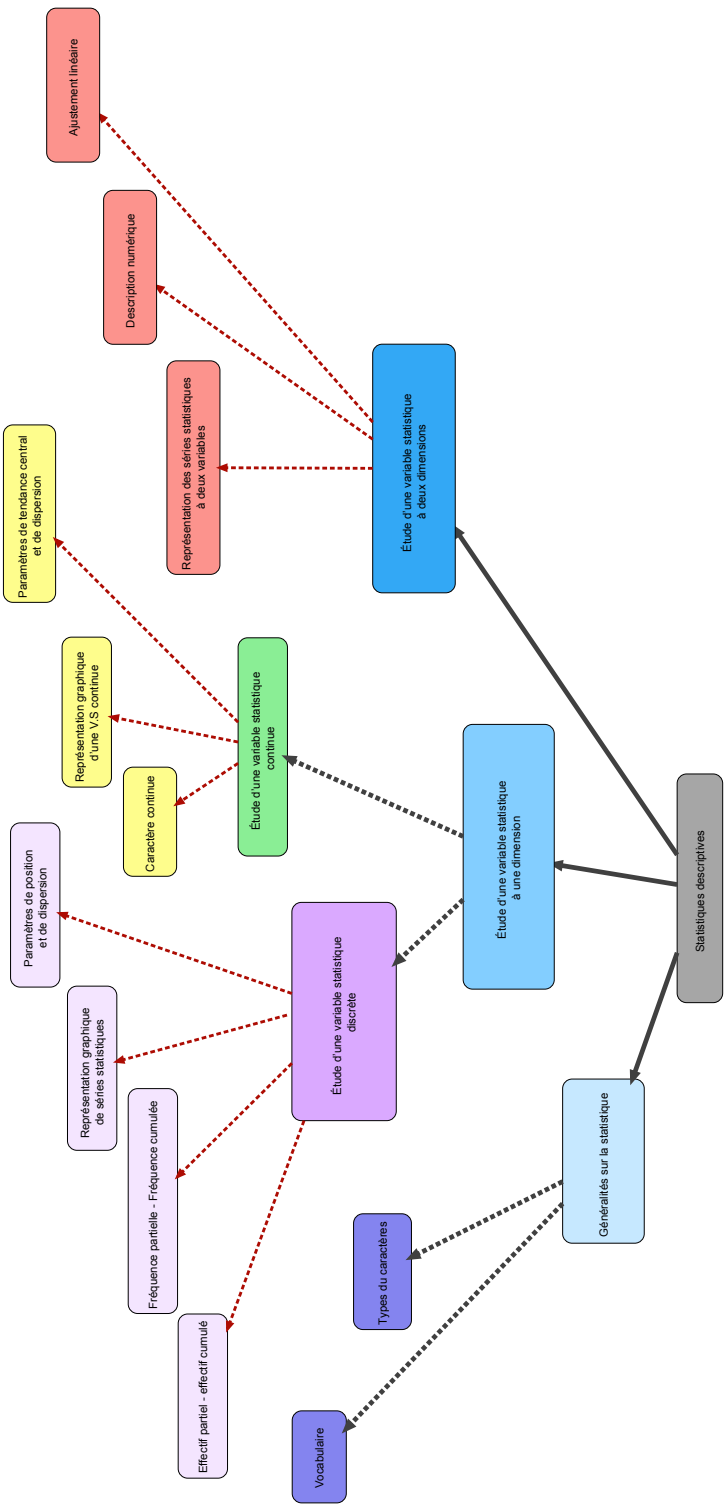 Statistiques descriptives
Généralités sur la statistique
Étude d'une variable statistique
à une dimension
Étude d'une variable statistique
à deux dimensions
Vocabulaire
Types du caractères
Étude d'une variable statistique
discrète
Étude d'une variable statistique
continue
Effectif partiel - effectif cumulé
Fréquence partielle - Fréquence cumulée
Représentation graphique
de séries statistiques
Paramètres de position
et de dispersion
Caractère continue
Représentation graphique
d'une V.S continue
Paramètres de tendance central
et de dispersion
Représentation des séries statistiques
à deux variables
Description numérique
Ajustement linéaire